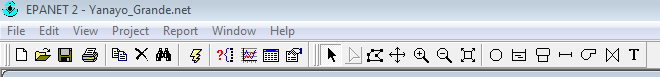 EPANET 2 - Yanayo_Grande.net
File Edit View Project Report Window Help
?{ T